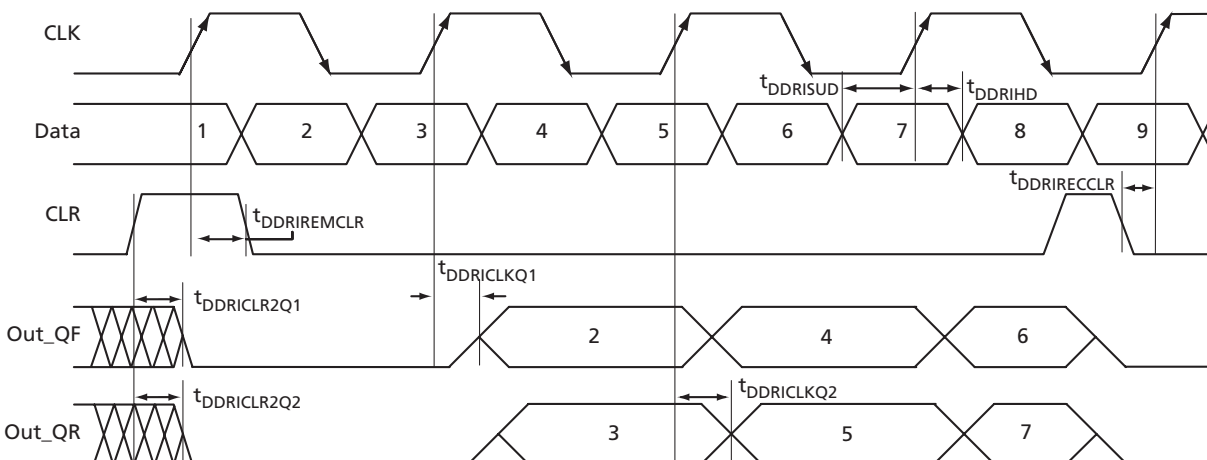 CLK
tDDRISUD
tDDRIHD
Data
1 2 3 4 5 6 7 8 9
tDDRIRECCLR
CLR
tDDRIREMCLR
tDDRICLKQ1
tDDRICLR2Q1
Out_QF
2 4 6
tDDRICLR2Q2
tDDRICLKQ2
Out_QR
3 5 7